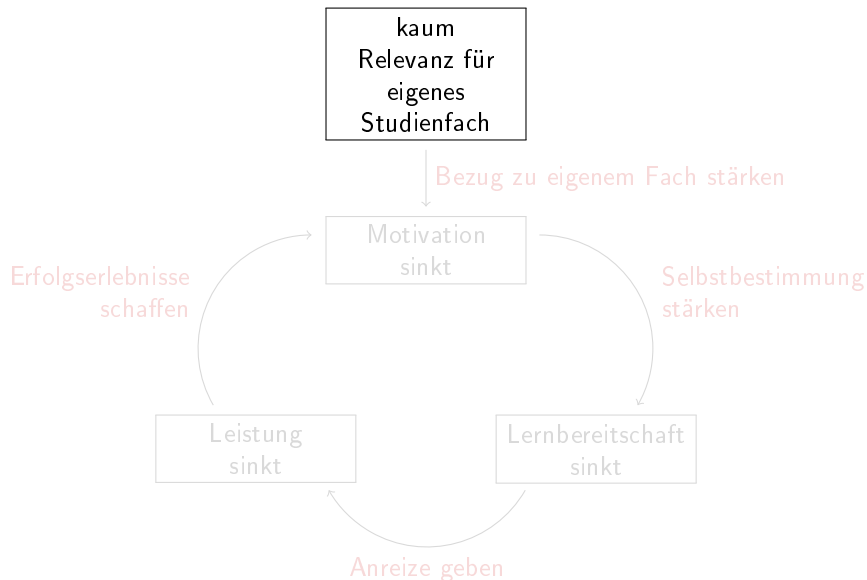 kaum
Relevanz für
eigenes
Studienfach
Bezug zu eigenem Fach stärken
Motivation
sinkt
Erfolgserlebnisse
schaffen
Selbstbestimmung
stärken
Leistung
sinkt
Lernbereitschaft
sinkt
Anreize geben